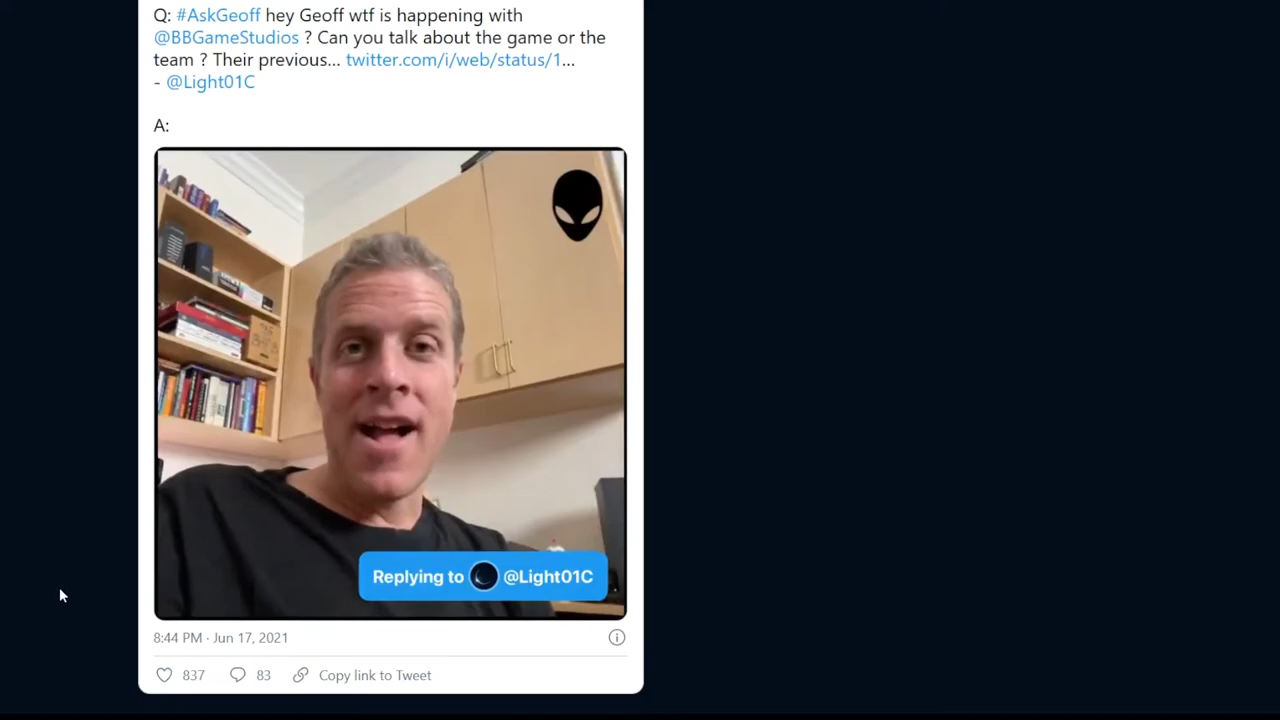 Q: #AskGeoff hey Geoff wtf is happening with
@BBGameStudios ? Can you talk about the game or the
team ? Their previous... twitter.com/i/web/status/1...
- @Light01C
A:
Replying to @Light01C
8:44 PM · Jun 17, 2021
837 83 Copy link to Tweet